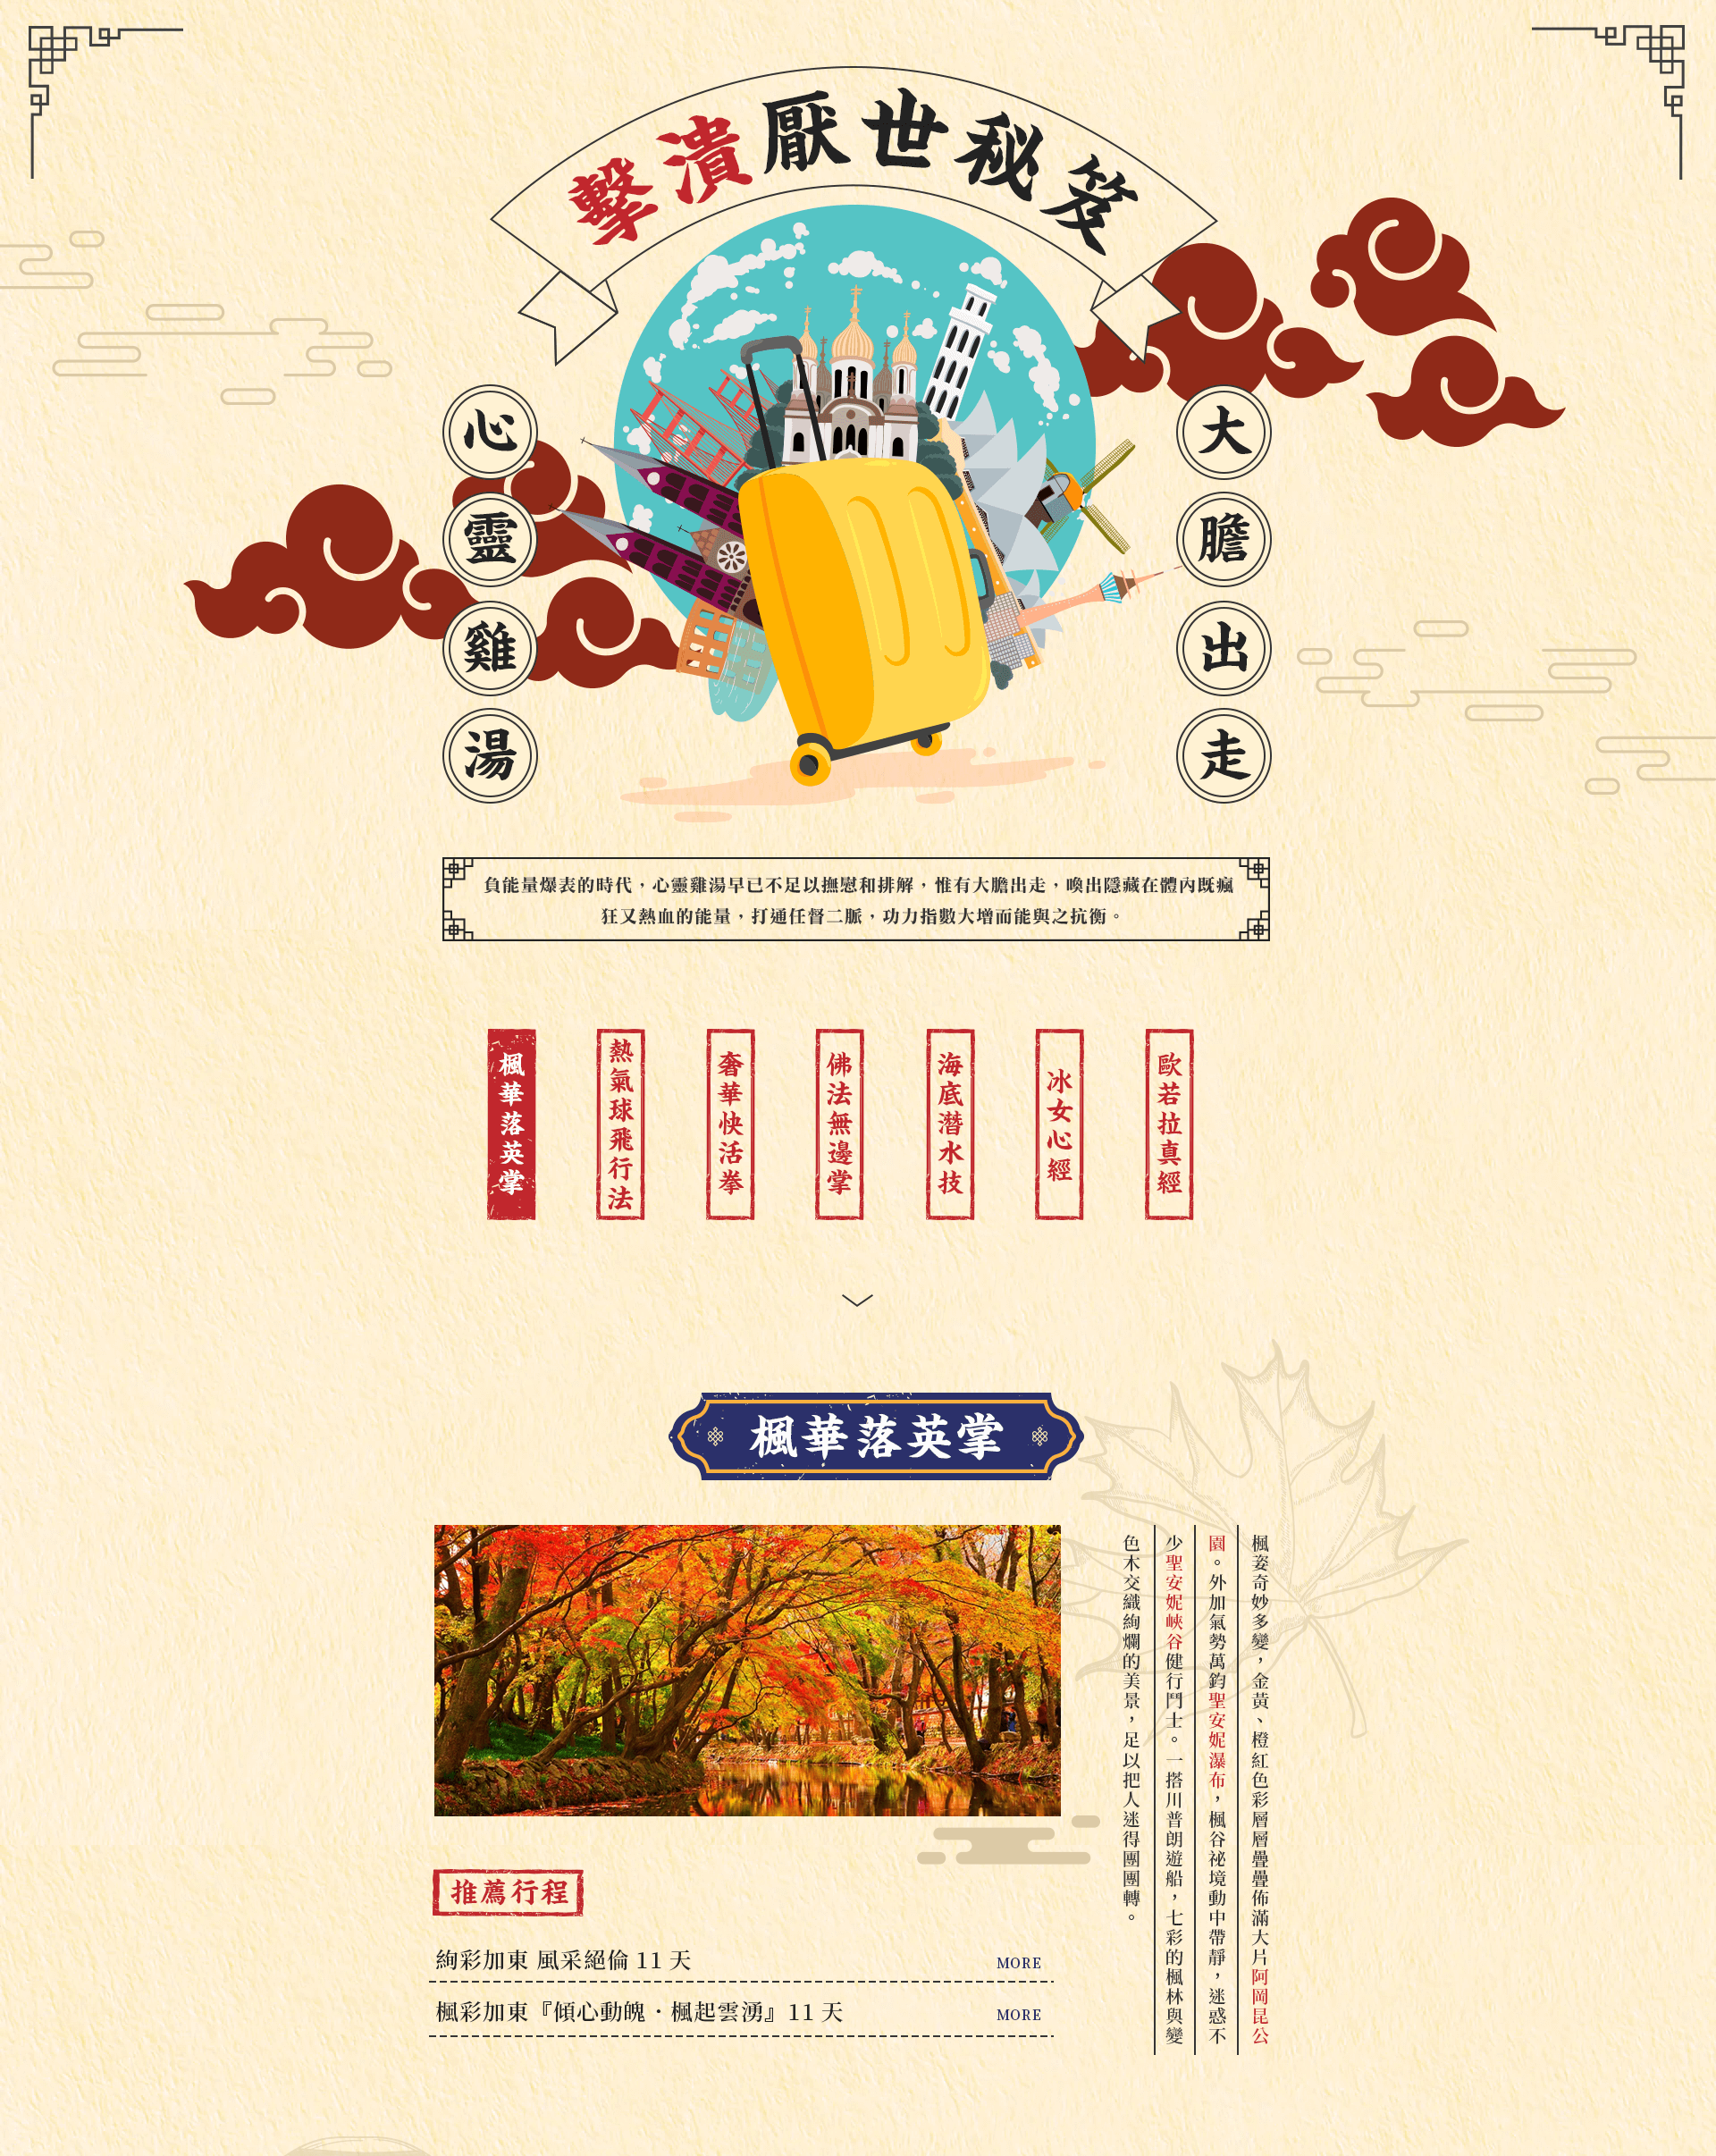 擊潰厭世秘笈
心靈雞湯
大膽出走
負能量爆表的時代，心靈雞湯早已不足以撫慰和排解，惟有大膽出走，喚出隱藏在體內既瘋
狂又熱血的能量，打通任督二脈，功力指數大增而能與之抗衡。
楓華落英掌
熱氣球飛行法
奢華快活拳
佛法無邊掌
海底潛水技
冰女心經
歐若拉真經
楓華落英掌
楓姿奇妙多變，金黃、橙紅色彩層層疊疊佈滿大片阿岡昆公
園。外加氣勢萬鈞聖安妮瀑布，楓谷祕境動中帶靜，迷惑不
少聖安妮峽谷健行鬥士。一搭川普朗遊船，七彩的楓林與變
色木交織絢爛的美景，足以把人迷得團團轉。
推薦行程
絢彩加東 風采絕倫 11 天 MORE
楓彩加東『傾心動魄．楓起雲湧』11 天 MORE